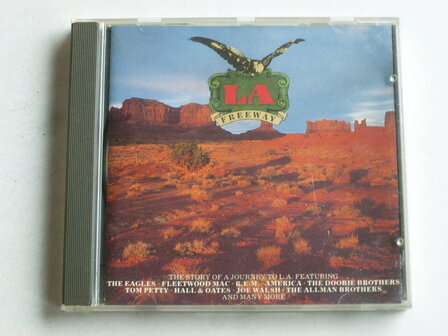 LA
FREEWAY
THE STORY OF A JOURNEY TO L.A. FEATURING
THE EAGLES · FLEETWOOD MAC · R.E.M. · AMERICA · THE DOOBIE BROTHERS
TOM PETTY · HALL & OATES · JOE WALSH · THE ALLMAN BROTHERS
AND MANY MORE